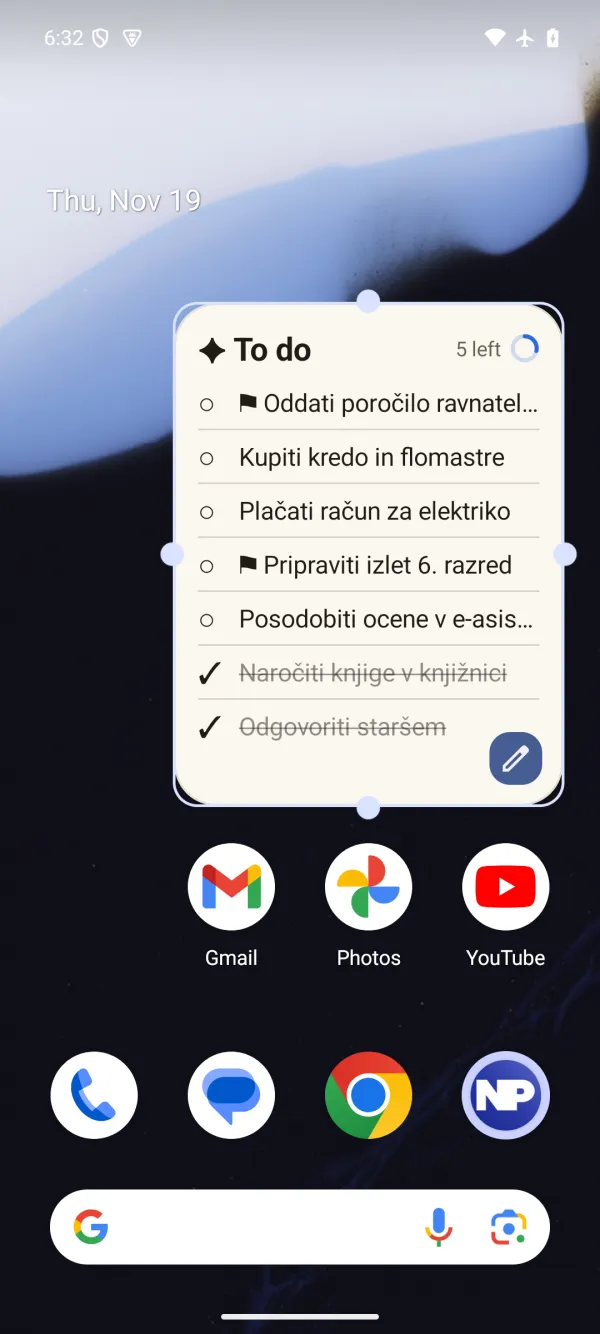 6:32
Thu, Nov 19
To do
5 left
Oddati poročilo ravnatel...
Kupiti kredo in flomastre
Plačati račun za elektriko
Pripraviti izlet 6. razred
Posodobiti ocene v e-asis...
Naročiti knjige v knjižnici
Odgovoriti staršem
Gmail
Photos
YouTube
NP